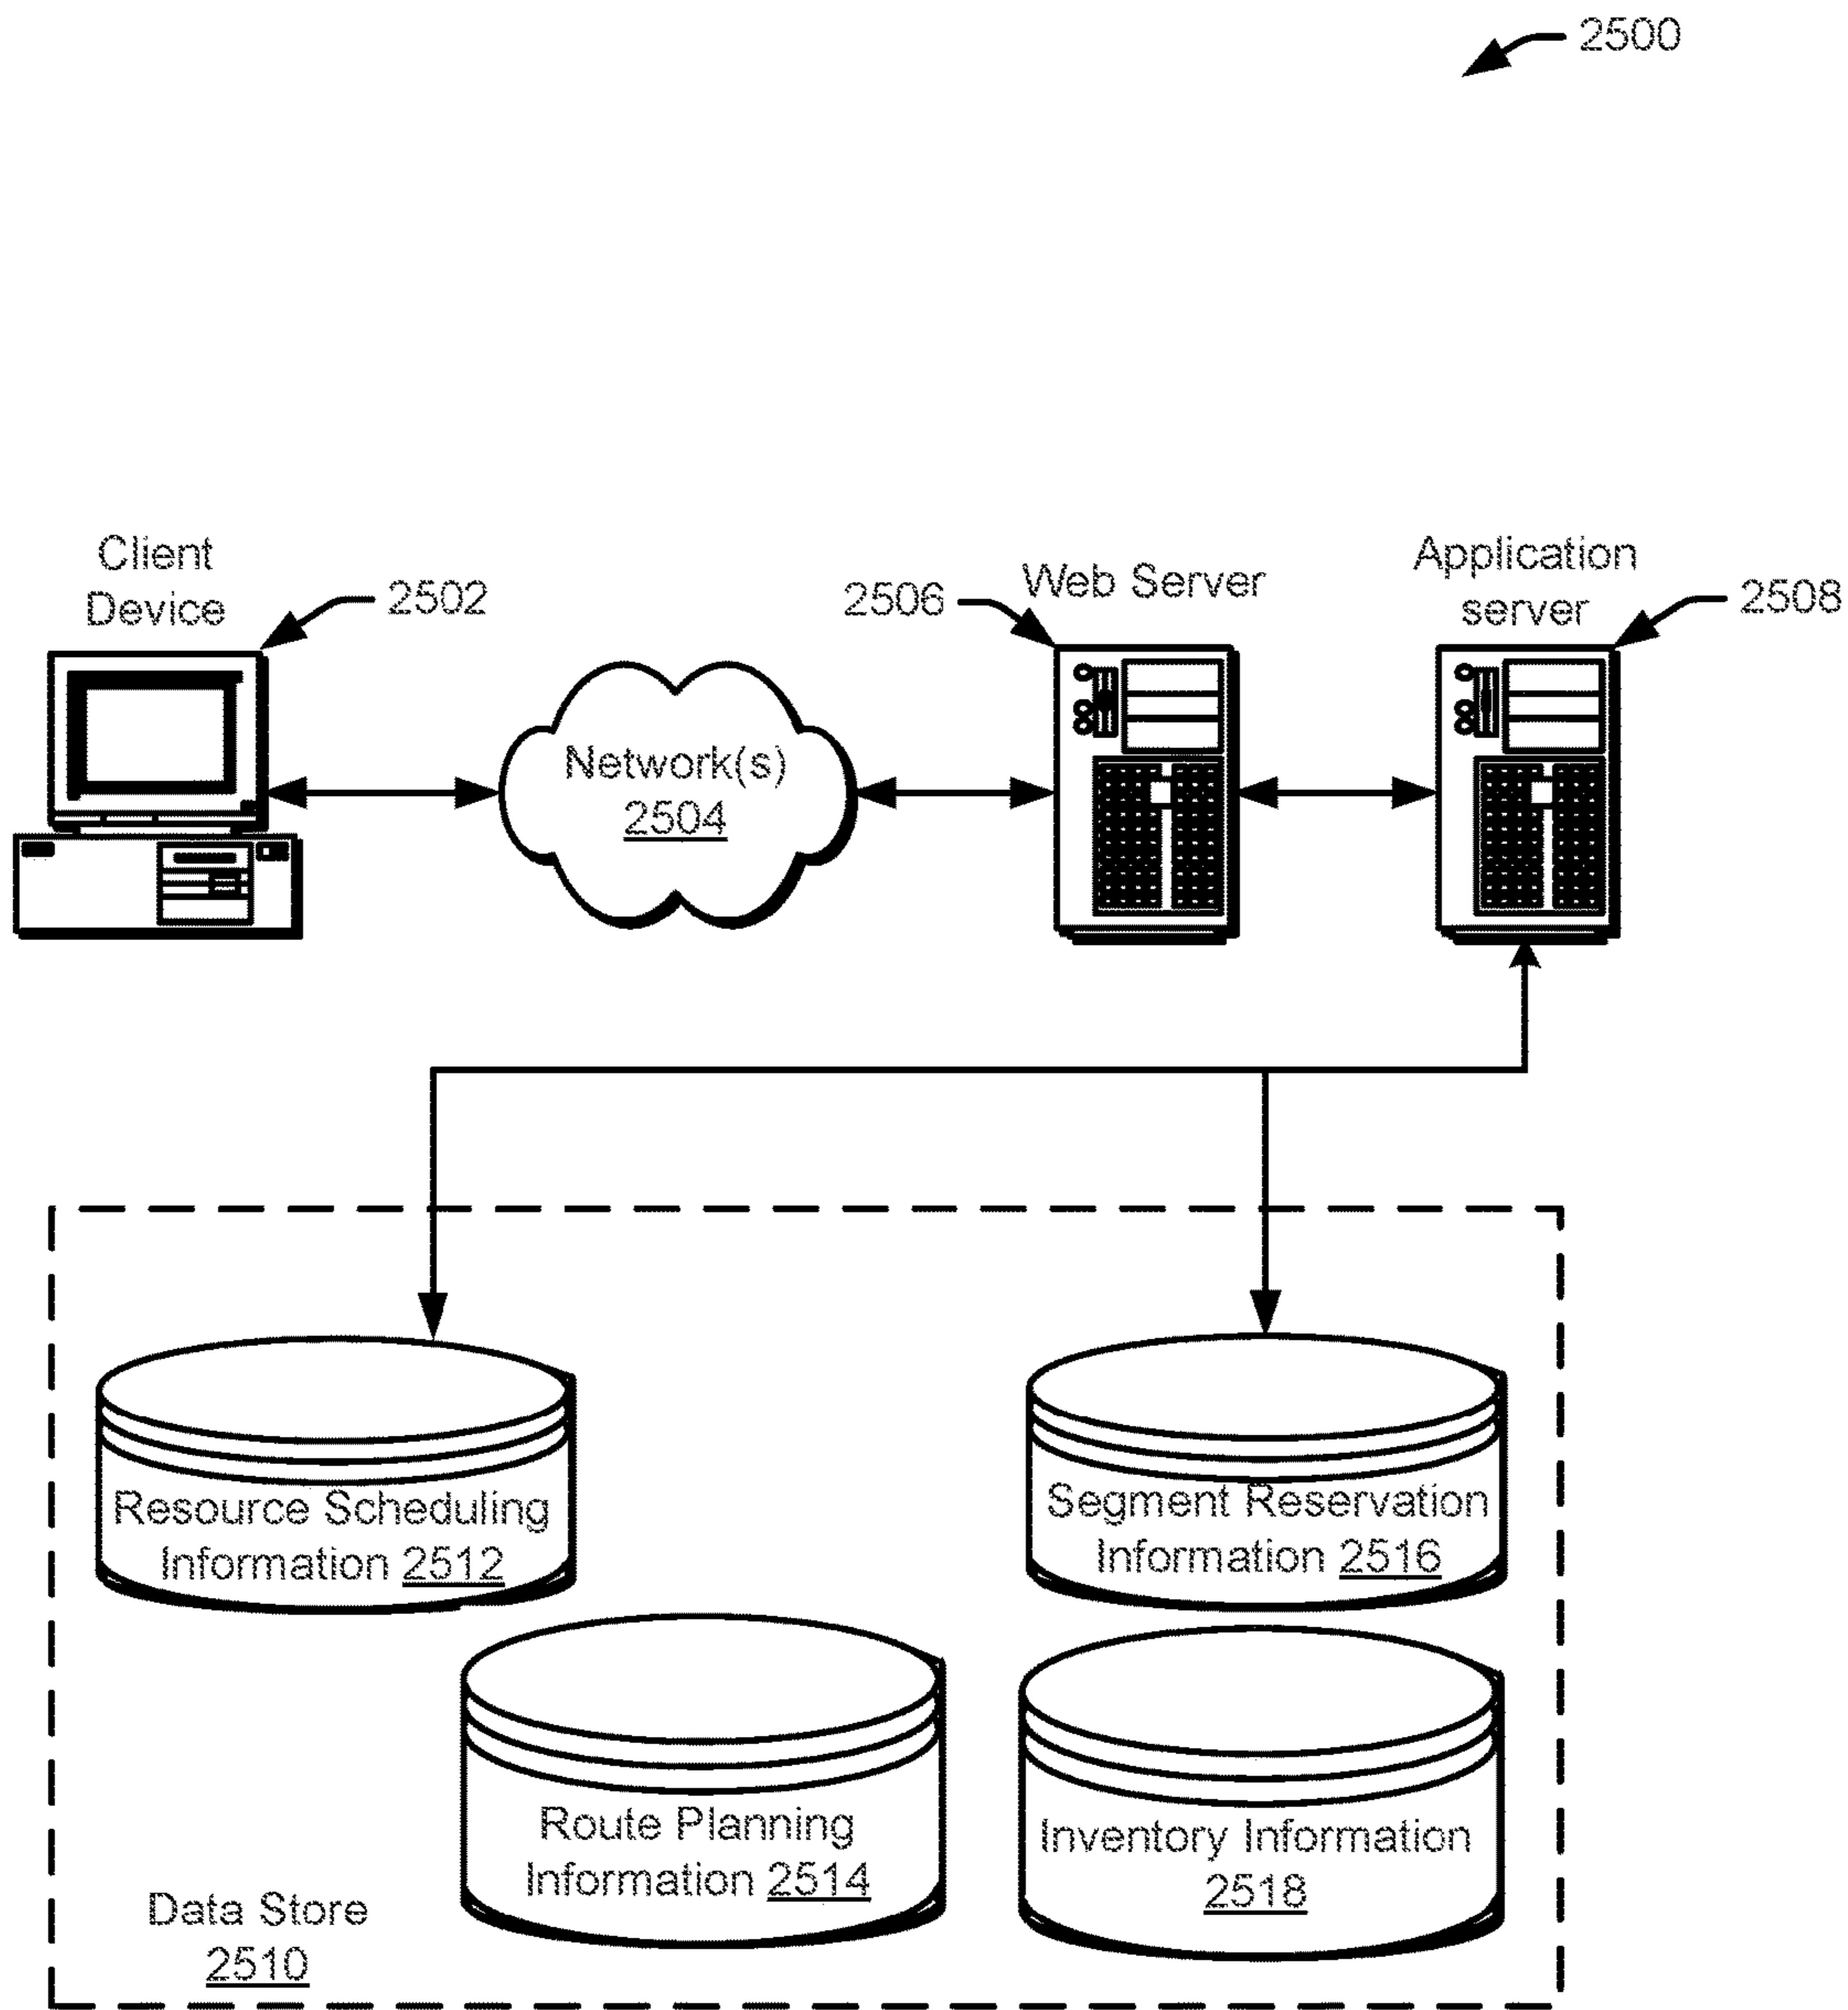 2500
Client
Device
2502
2506
Web Server
Application
server
2508
Network(s)
2504
Resource Scheduling
Information 2512
Segment Reservation
Information 2516
Route Planning
Information 2514
Inventory Information
2518
Data Store
2510